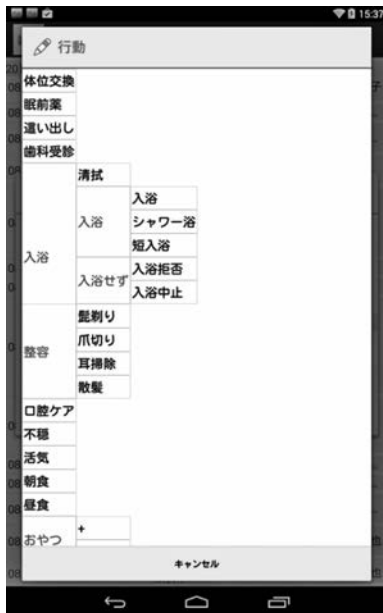 15:37
行動
体位交換
眠前薬
這い出し
歯科受診
入浴
清拭
入浴
入浴
シャワー浴
短入浴
入浴せず
入浴拒否
入浴中止
整容
髭剃り
爪切り
耳掃除
散髪
口腔ケア
不穏
活気
朝食
昼食
おやつ
+
キャンセル